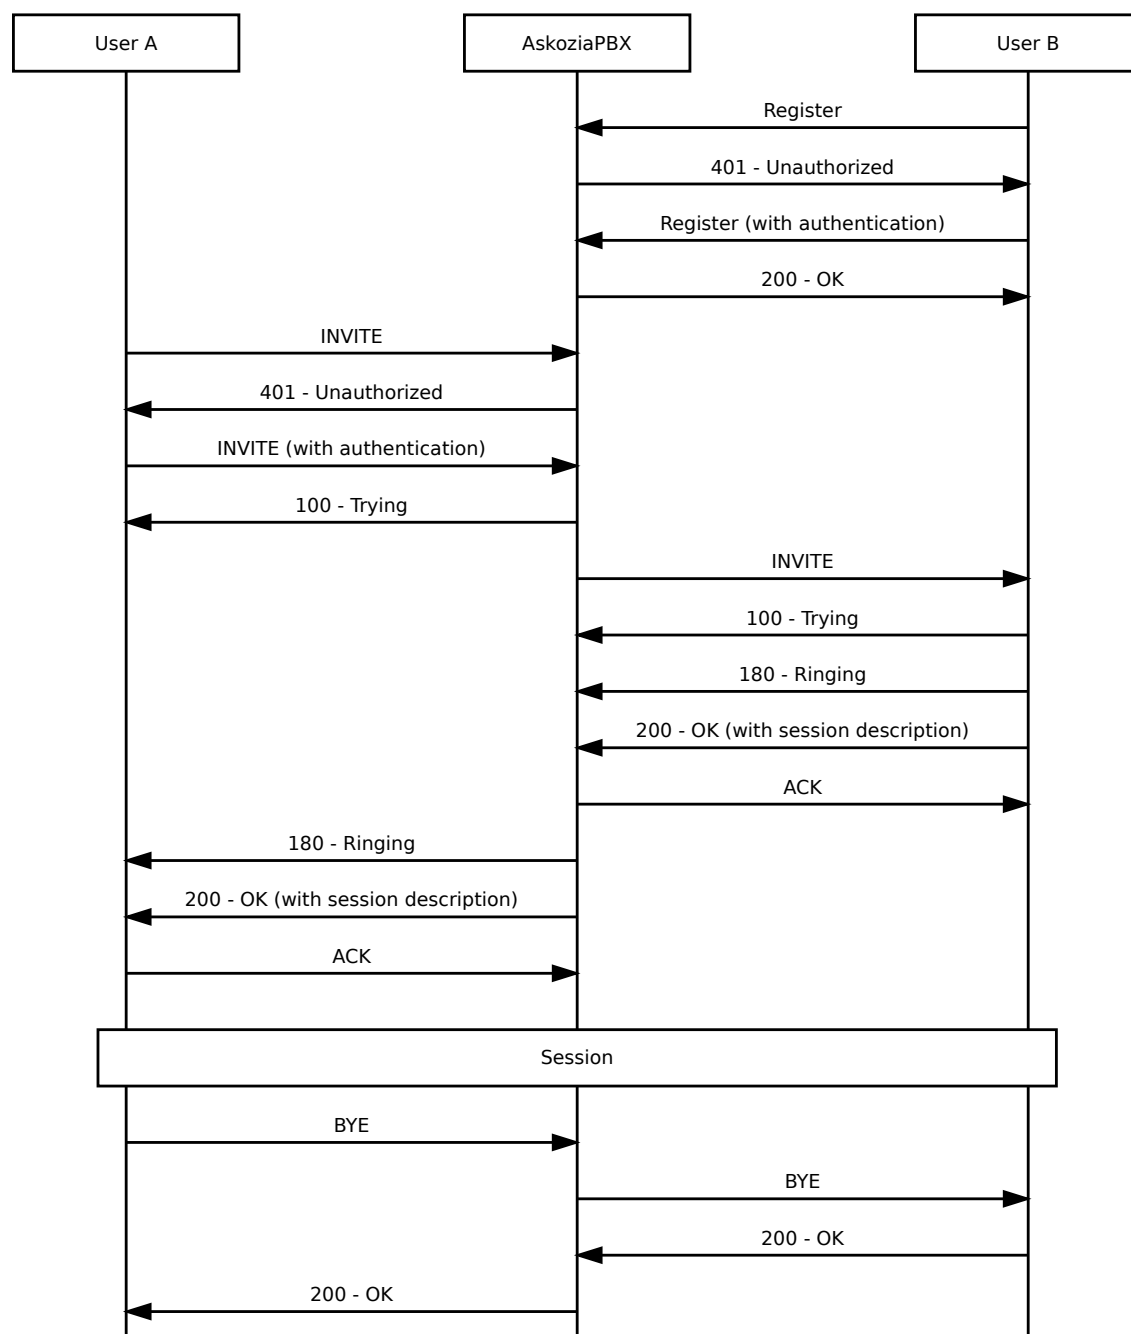 User A
AskoziaPBX
User B
Register
401 - Unauthorized
Register (with authentication)
200 - OK
INVITE
401 - Unauthorized
INVITE (with authentication)
100 - Trying
INVITE
100 - Trying
180 - Ringing
200 - OK (with session description)
ACK
180 - Ringing
200 - OK (with session description)
ACK
Session
BYE
BYE
200 - OK
200 - OK